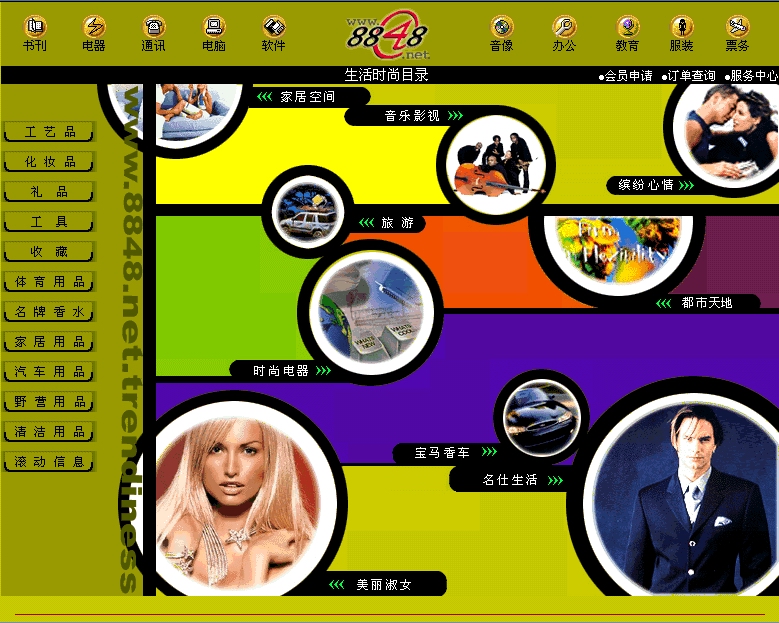 书刊 电器 通讯 电脑 软件
www.8848.net
音像 办公 教育 服装 票务
生活时尚目录
●会员申请 ●订单查询 ●服务中心
家居空间
音乐影视
缤纷心情
旅 游
都市天地
时尚电器
宝马香车
名仕生活
美丽淑女
工 艺 品
化 妆 品
礼 品
工 具
收 藏
体 育 用 品
名 牌 香 水
家 居 用 品
汽 车 用 品
野 营 用 品
清 洁 用 品
滚 动 信 息
www.8848.net.trendiness
WHATS NEW
WHATS COOL